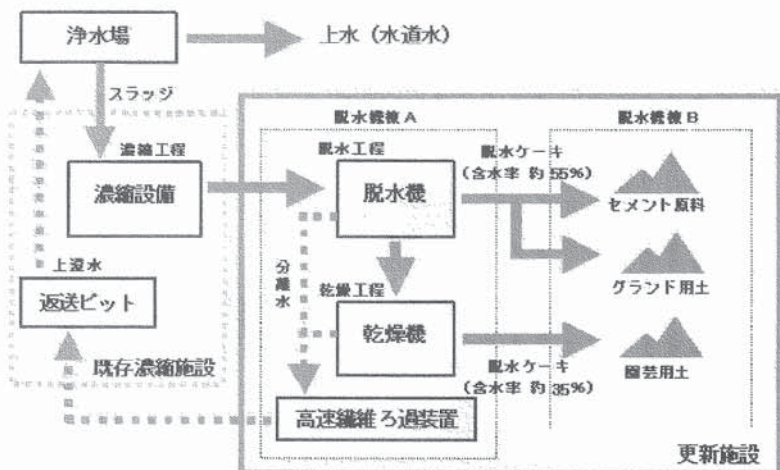 浄水場
上水（水道水）
スラッジ
脱水機棟A
脱水機棟B
濃縮工程
脱水工程
脱水ケーキ
（含水率 約55%）
濃縮設備
脱水機
セメント原料
上澄水
分離水
グランド用土
返送ピット
乾燥工程
乾燥機
既存濃縮施設
脱水ケーキ
（含水率 約35%）
園芸用土
高速繊維ろ過装置
更新施設